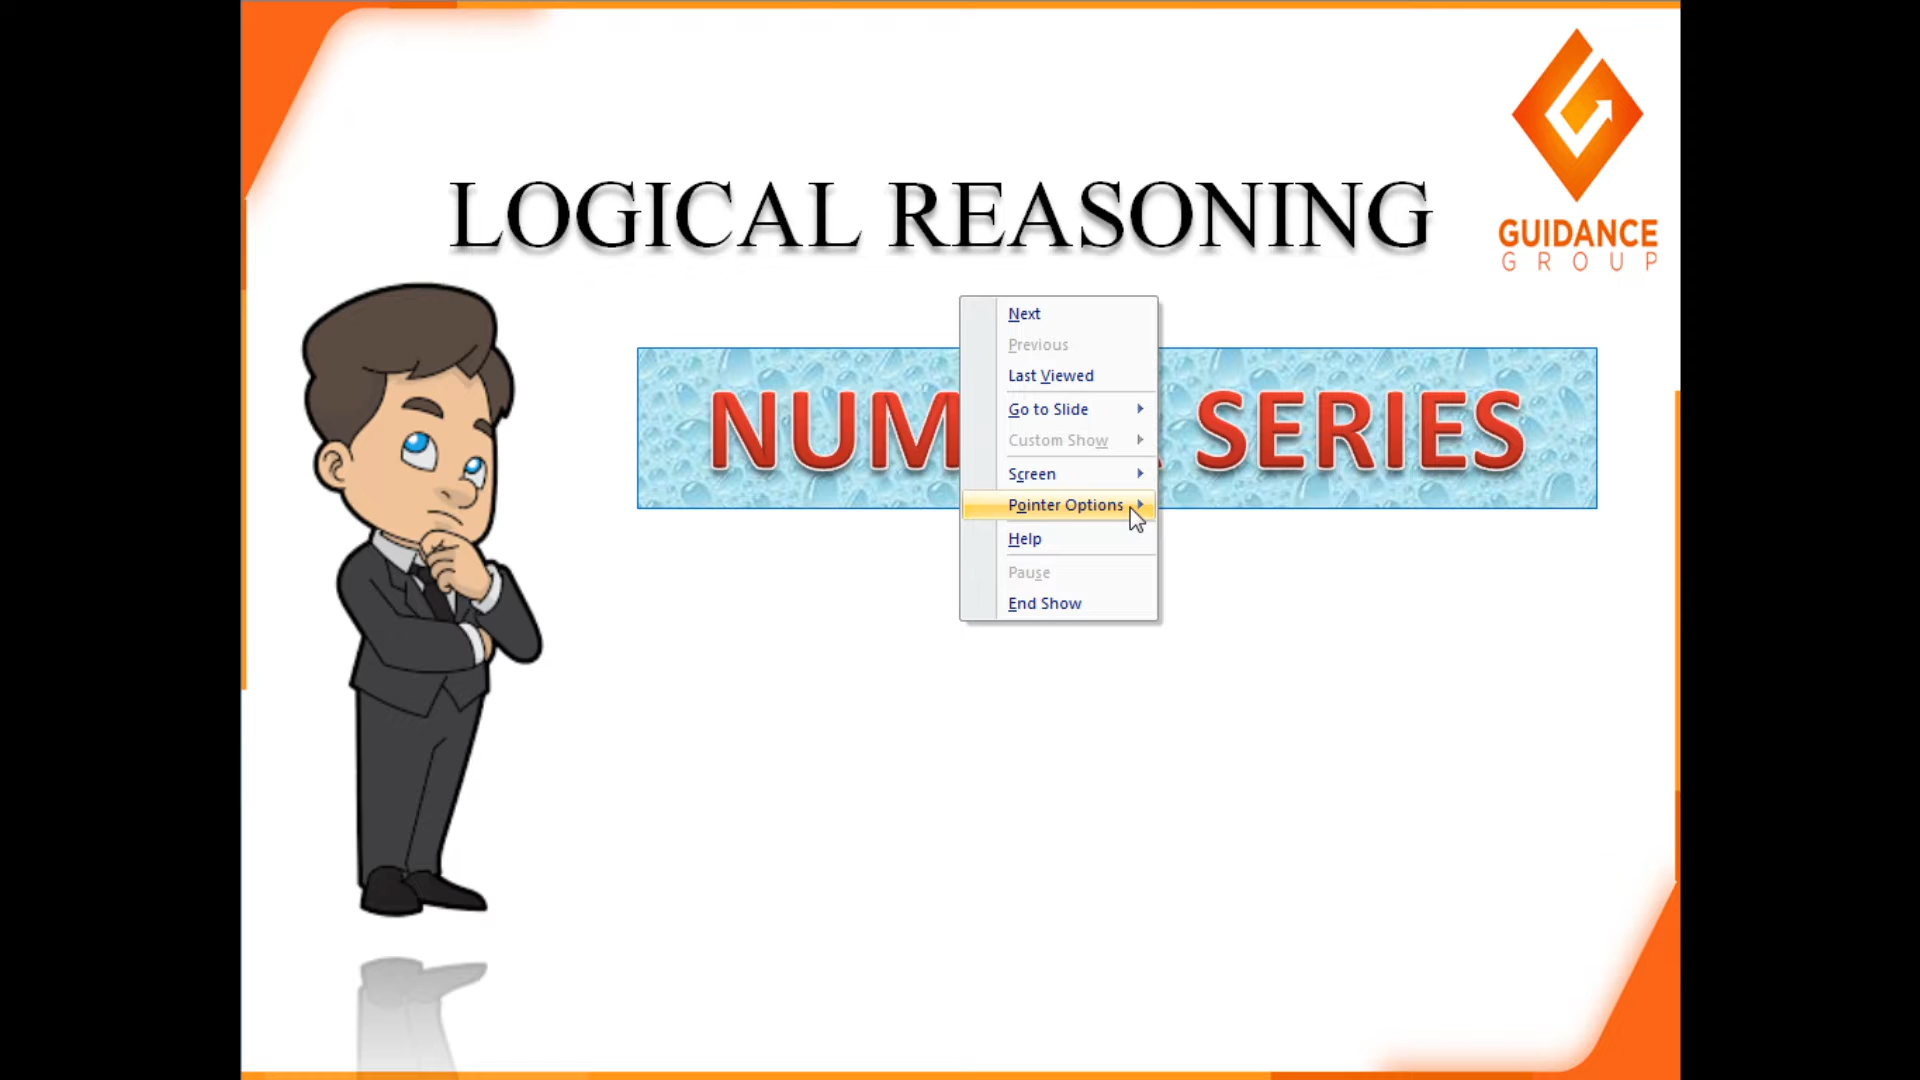 LOGICAL REASONING
GUIDANCE
GROUP
NUM SERIES
Next
Previous
Last Viewed
Go to Slide
Custom Show
Screen
Pointer Options
Help
Pause
End Show